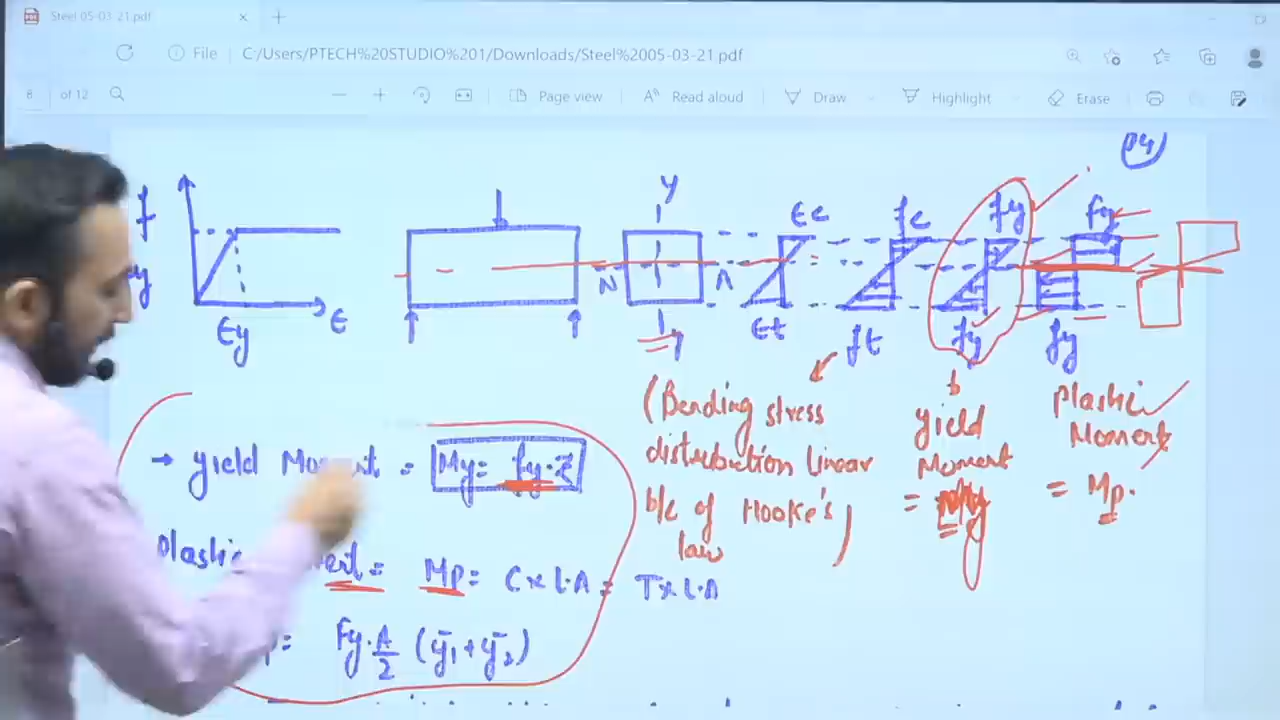 Steel 05-03-21.pdf
File C:/Users/PTECH%20STUDIO%201/Downloads/Steel%2005-03-21.pdf
8 of 12 Page view Read aloud Draw Highlight Erase
f
y
Ey
E
N A
y
y
Ec
Et
fc
ft
fy
fy
fy
fy
(Bending stress
distribution linear
b/c of Hooke's
law)
yield
Moment
= My
Plastic
Moment
= Mp.
→ yield Moment = My = fy.Z
Plastic = Mp = C x L.A = T x L.A
p = Fy. A/2 (ȳ1 + ȳ2)